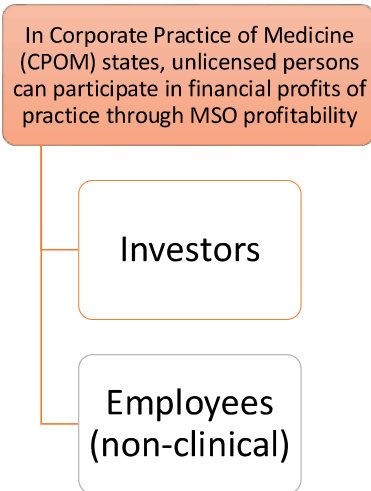 In Corporate Practice of Medicine
(CPOM) states, unlicensed persons
can participate in financial profits of
practice through MSO profitability
Investors
Employees
(non-clinical)